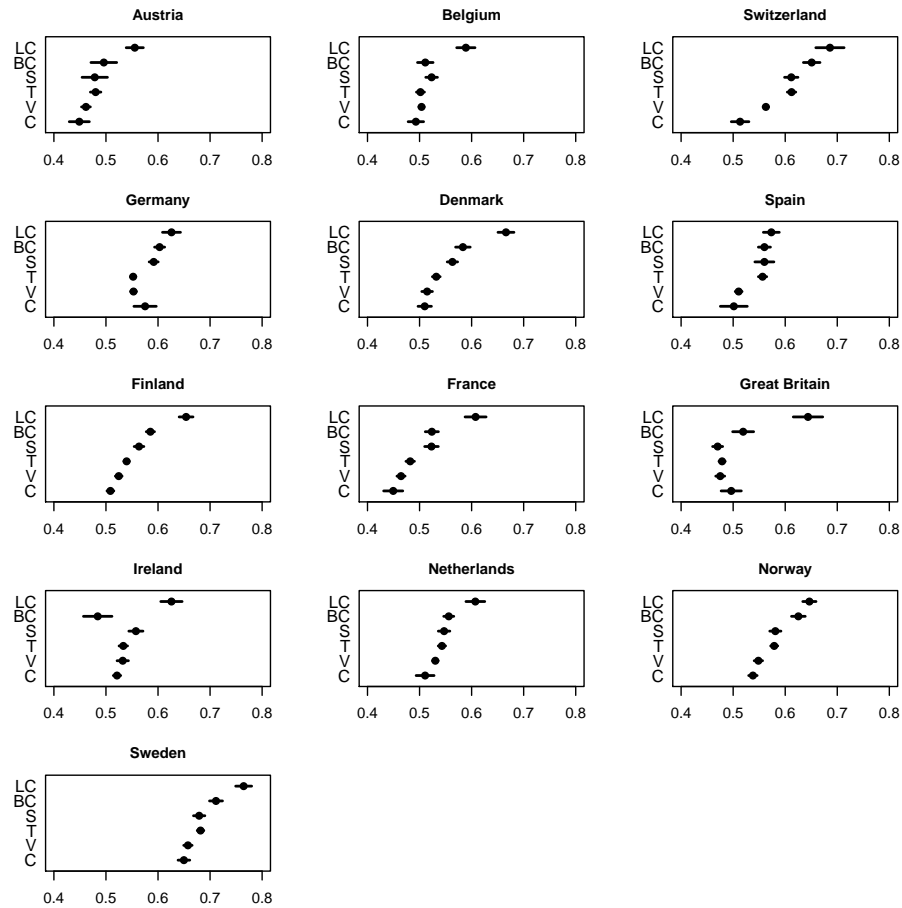 Austria
LC
BC
S
T
V
C
0.4 0.5 0.6 0.7 0.8
Belgium
LC
BC
S
T
V
C
0.4 0.5 0.6 0.7 0.8
Switzerland
LC
BC
S
T
V
C
0.4 0.5 0.6 0.7 0.8
Germany
LC
BC
S
T
V
C
0.4 0.5 0.6 0.7 0.8
Denmark
LC
BC
S
T
V
C
0.4 0.5 0.6 0.7 0.8
Spain
LC
BC
S
T
V
C
0.4 0.5 0.6 0.7 0.8
Finland
LC
BC
S
T
V
C
0.4 0.5 0.6 0.7 0.8
France
LC
BC
S
T
V
C
0.4 0.5 0.6 0.7 0.8
Great Britain
LC
BC
S
T
V
C
0.4 0.5 0.6 0.7 0.8
Ireland
LC
BC
S
T
V
C
0.4 0.5 0.6 0.7 0.8
Netherlands
LC
BC
S
T
V
C
0.4 0.5 0.6 0.7 0.8
Norway
LC
BC
S
T
V
C
0.4 0.5 0.6 0.7 0.8
Sweden
LC
BC
S
T
V
C
0.4 0.5 0.6 0.7 0.8